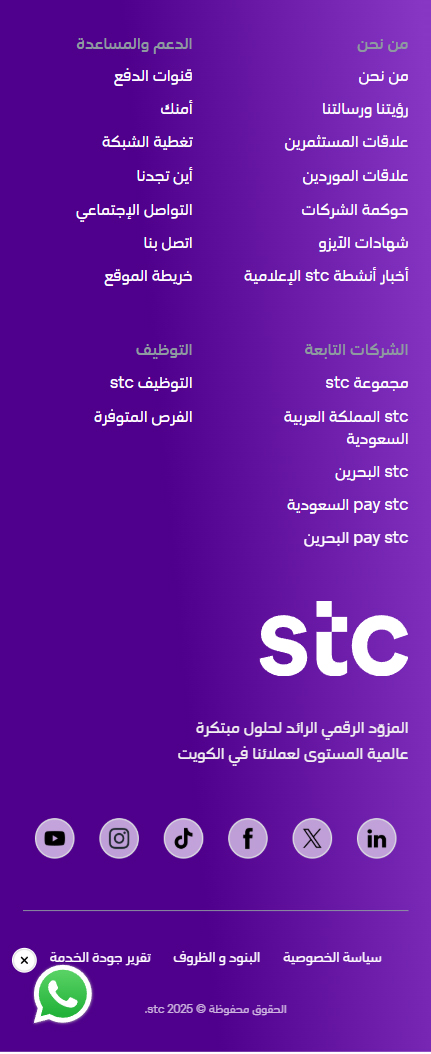 من نحن
من نحن
رؤيتنا ورسالتنا
علاقات المستثمرين
علاقات الموردين
حوكمة الشركات
شهادات الآيزو
أخبار أنشطة stc الإعلامية
الدعم والمساعدة
قنوات الدفع
أمنك
تغطية الشبكة
أين تجدنا
التواصل الإجتماعي
اتصل بنا
خريطة الموقع
الشركات التابعة
مجموعة stc
stc المملكة العربية
السعودية
stc البحرين
stc pay السعودية
stc pay البحرين
التوظيف
التوظيف stc
الفرص المتوفرة
stc
المزوّد الرقمي الرائد لحلول مبتكرة
عالمية المستوى لعملائنا في الكويت
سياسة الخصوصية
البنود و الظروف
تقرير جودة الخدمة
الحقوق محفوظة © 2025 stc.